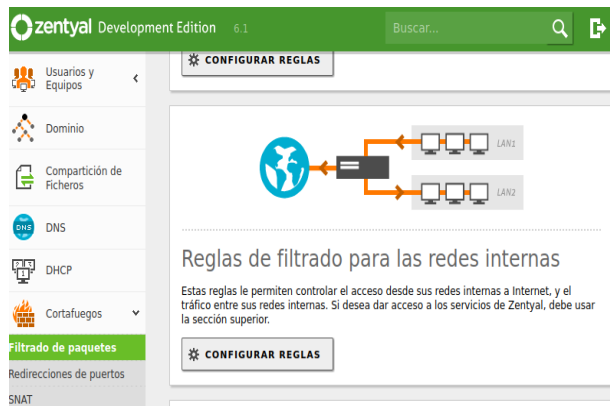 zentyal Development Edition 6.1
Buscar...
Usuarios y
Equipos
Dominio
Compartición de
Ficheros
DNS
DNS
DHCP
Cortafuegos
Filtrado de paquetes
Redirecciones de puertos
SNAT
CONFIGURAR REGLAS
LAN1
LAN2
Reglas de filtrado para las redes internas
Estas reglas le permiten controlar el acceso desde sus redes internas a Internet, y el
tráfico entre sus redes internas. Si desea dar acceso a los servicios de Zentyal, debe usar
la sección superior.
CONFIGURAR REGLAS